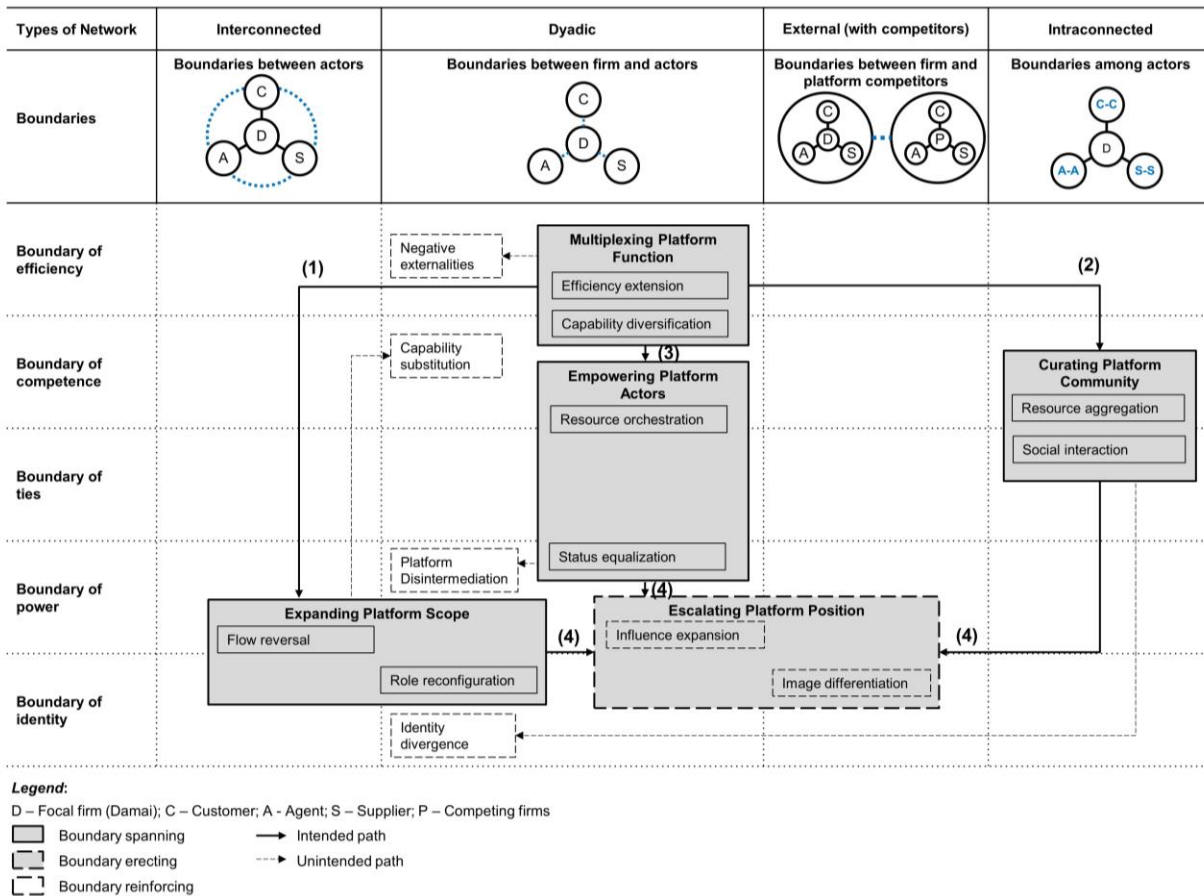 Types of Network
Interconnected
Dyadic
External (with competitors)
Intraconnected
Boundaries
Boundaries between actors
C
D
A
S
Boundaries between firm and actors
C
D
A
S
Boundaries between firm and
platform competitors
C
D
A
S
C
P
A
S
Boundaries among actors
C-C
D
A-A
S-S
Boundary of
efficiency
(1)
Negative
externalities
Multiplexing Platform
Function
Efficiency extension
Capability diversification
(2)
(3)
Boundary of
competence
Capability
substitution
Empowering Platform
Actors
Resource orchestration
Curating Platform
Community
Resource aggregation
Social interaction
Boundary of
ties
Status equalization
Boundary of
power
Platform
Disintermediation
(4)
Expanding Platform Scope
Flow reversal
Role reconfiguration
(4)
Escalating Platform Position
Influence expansion
Image differentiation
(4)
Boundary of
identity
Identity
divergence
Legend:
D – Focal firm (Damai); C – Customer; A - Agent; S – Supplier; P – Competing firms
Boundary spanning
Intended path
Boundary erecting
Unintended path
Boundary reinforcing